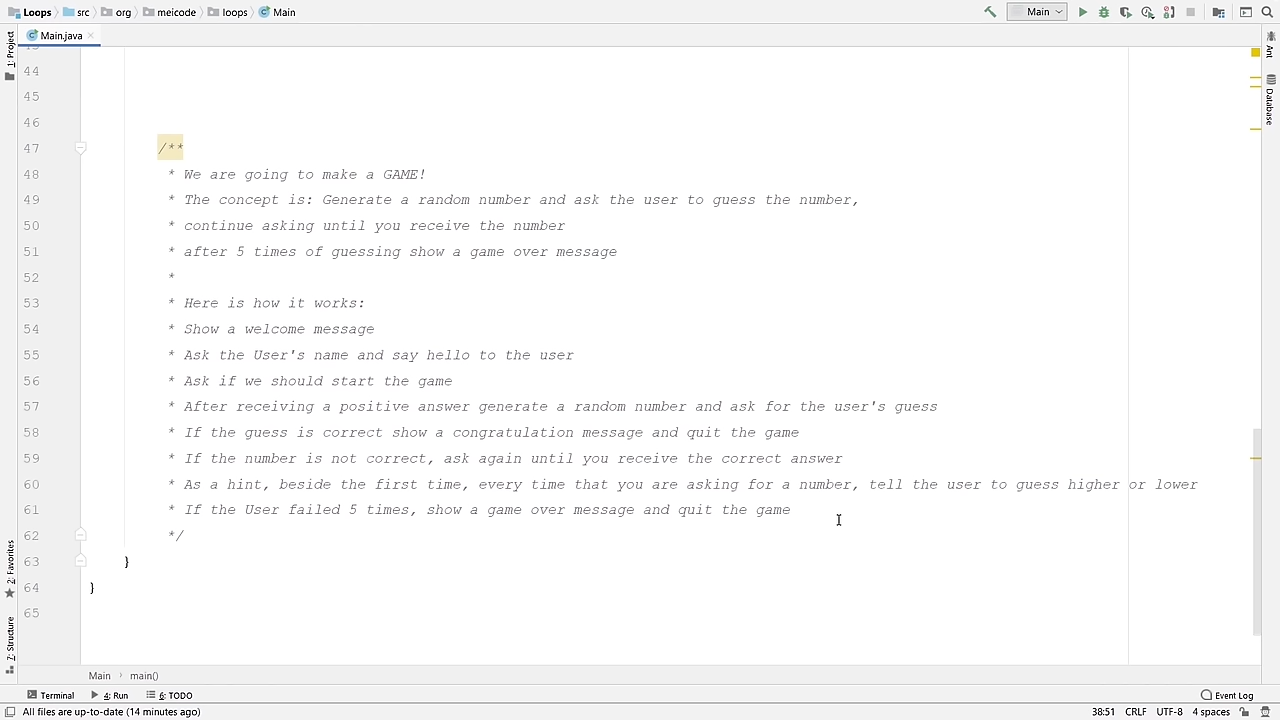 Loops src org meicode loops Main Main
Main.java
1: Project
Ant
Database
44
45
46
47 /**
48 * We are going to make a GAME!
49 * The concept is: Generate a random number and ask the user to guess the number,
50 * continue asking until you receive the number
51 * after 5 times of guessing show a game over message
52 *
53 * Here is how it works:
54 * Show a welcome message
55 * Ask the User's name and say hello to the user
56 * Ask if we should start the game
57 * After receiving a positive answer generate a random number and ask for the user's guess
58 * If the guess is correct show a congratulation message and quit the game
59 * If the number is not correct, ask again until you receive the correct answer
60 * As a hint, beside the first time, every time that you are asking for a number, tell the user to guess higher or lower
61 * If the User failed 5 times, show a game over message and quit the game
62 */
63 }
64 }
65
2: Favorites
7: Structure
Main › main()
Terminal 4: Run 6: TODO Event Log
All files are up-to-date (14 minutes ago) 38:51 CRLF UTF-8 4 spaces